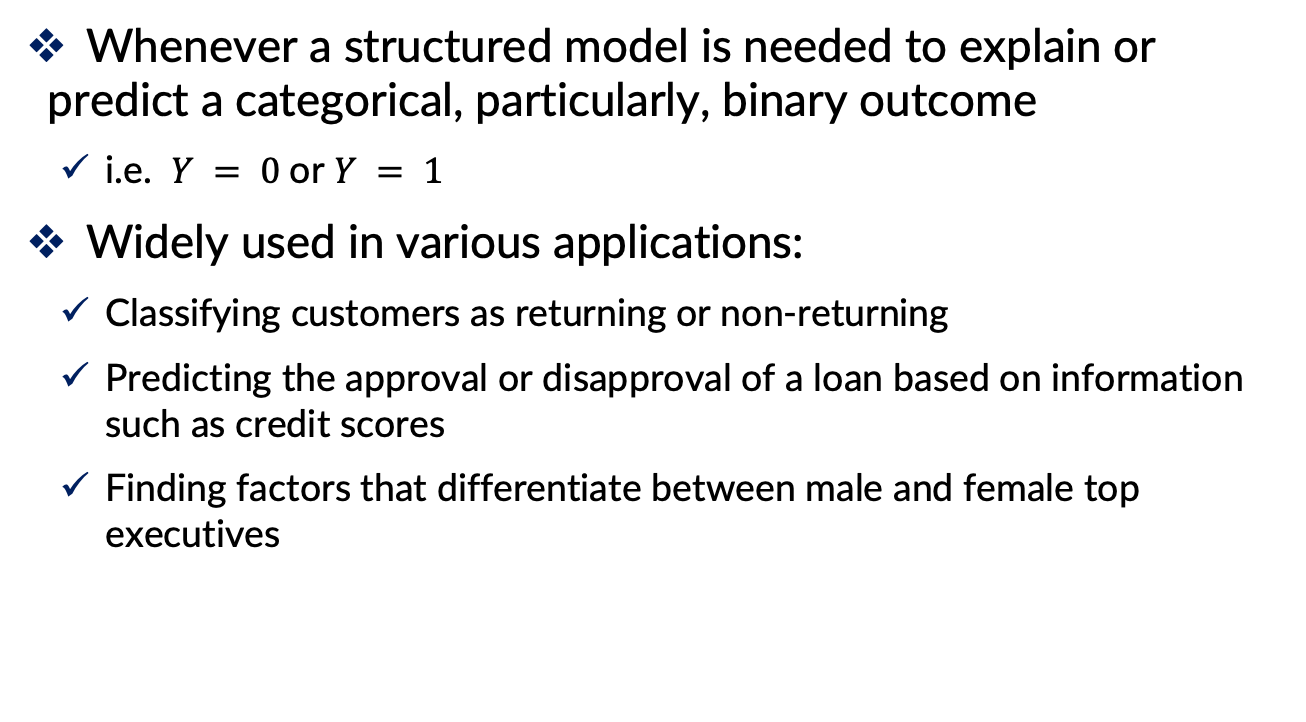 ❖ Whenever a structured model is needed to explain or
predict a categorical, particularly, binary outcome
✓ i.e. Y = 0 or Y = 1
❖ Widely used in various applications:
✓ Classifying customers as returning or non-returning
✓ Predicting the approval or disapproval of a loan based on information
such as credit scores
✓ Finding factors that differentiate between male and female top
executives